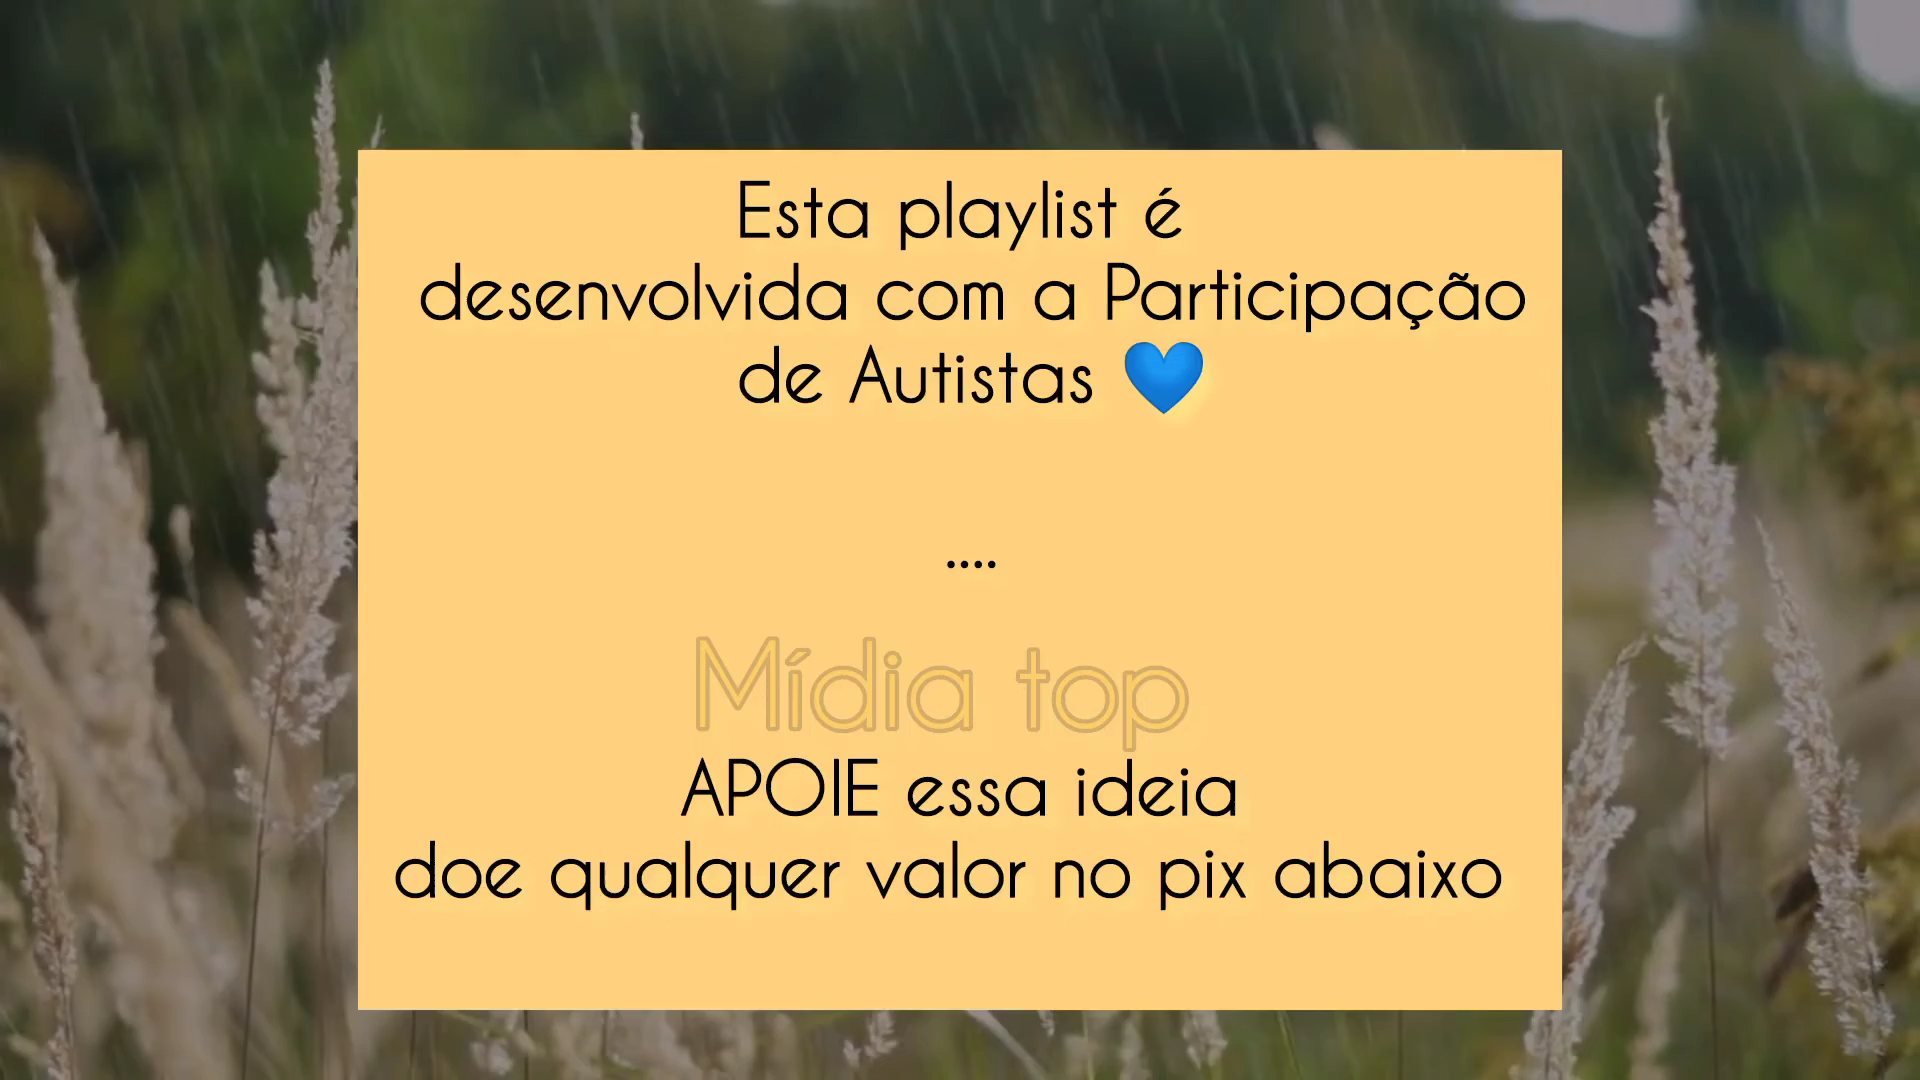 Esta playlist é
desenvolvida com a Participação
de Autistas 💙
....
Mídia top
APOIE essa ideia
doe qualquer valor no pix abaixo